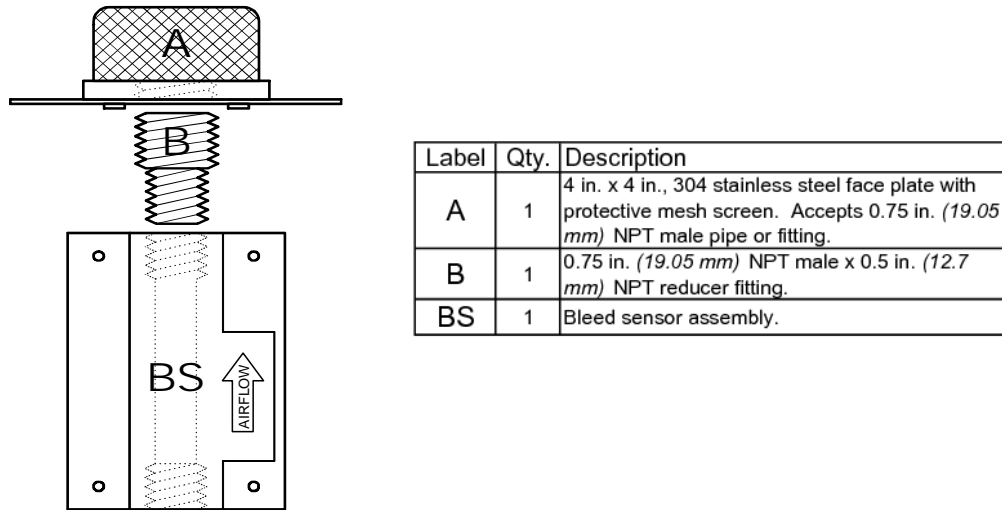 A
B
BS
AIRFLOW
Label Qty. Description
A 1 4 in. x 4 in., 304 stainless steel face plate with
protective mesh screen. Accepts 0.75 in. (19.05
mm) NPT male pipe or fitting.
B 1 0.75 in. (19.05 mm) NPT male x 0.5 in. (12.7
mm) NPT reducer fitting.
BS 1 Bleed sensor assembly.